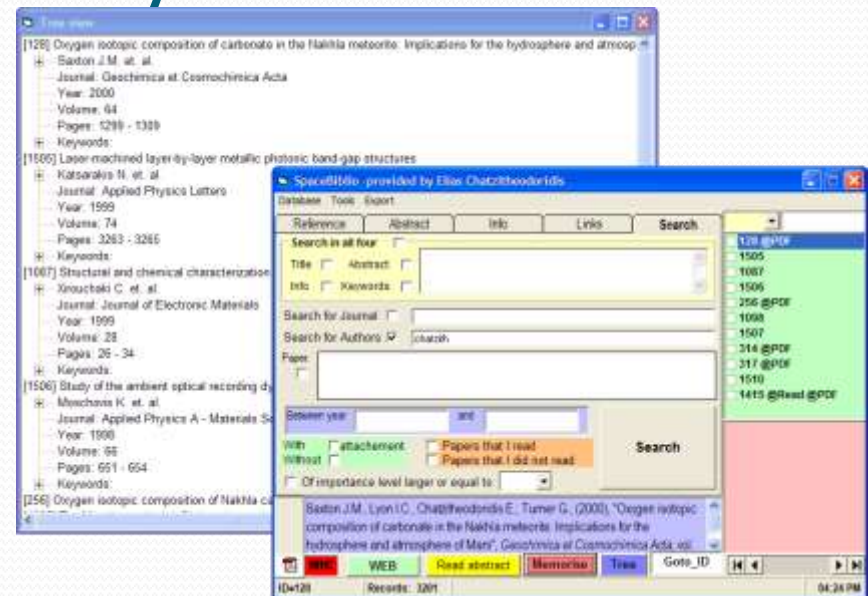 Tree view
[128] Oxygen isotopic composition of carbonate in the Nakhla meteorite: Implications for the hydrosphere and atmosp
Saxton J.M. et. al.
Journal: Geochimica et Cosmochimica Acta
Year: 2000
Volume: 64
Pages: 1299 - 1309
Keywords:
[1505] Laser-machined layer-by-layer metallic photonic band-gap structures
Katsarakis N. et. al.
Journal: Applied Physics Letters
Year: 1999
Volume: 74
Pages: 3263 - 3265
Keywords:
[1087] Structural and chemical characterization
Xirouchaki C. et. al.
Journal: Journal of Electronic Materials
Year: 1999
Volume: 28
Pages: 26 - 34
Keywords:
[1506] Study of the ambient optical recording dy
Moschovis K. et. al.
Journal: Applied Physics A - Materials Sc
Year: 1998
Volume: 66
Pages: 651 - 654
Keywords:
[256] Oxygen isotopic composition of Nakhla ca
SpaceBiblio -provided by Elias Chatzitheodoridis
Database Tools Export
Reference Abstract Info Links Search
Search in all four
Title Abstract
Info Keywords
Search for Journal
Search for Authors chatzith
Paper
Between year and
With attachement Papers that I read
Without Papers that I did not read
Search
Of importance level larger or equal to
Saxton J.M., Lyon I.C., Chatzitheodoridis E., Turner G., (2000), "Oxygen isotopic
composition of carbonate in the Nakhla meteorite: Implications for the
hydrosphere and atmosphere of Mars", Geochimica et Cosmochimica Acta, vol.
WEB Read abstract Memorise Tree Goto_ID
ID=128 Records: 3201 04:24 PM
128 @PDF
1505
1087
1506
256 @PDF
1098
1507
314 @PDF
317 @PDF
1510
1415 @Read @PDF